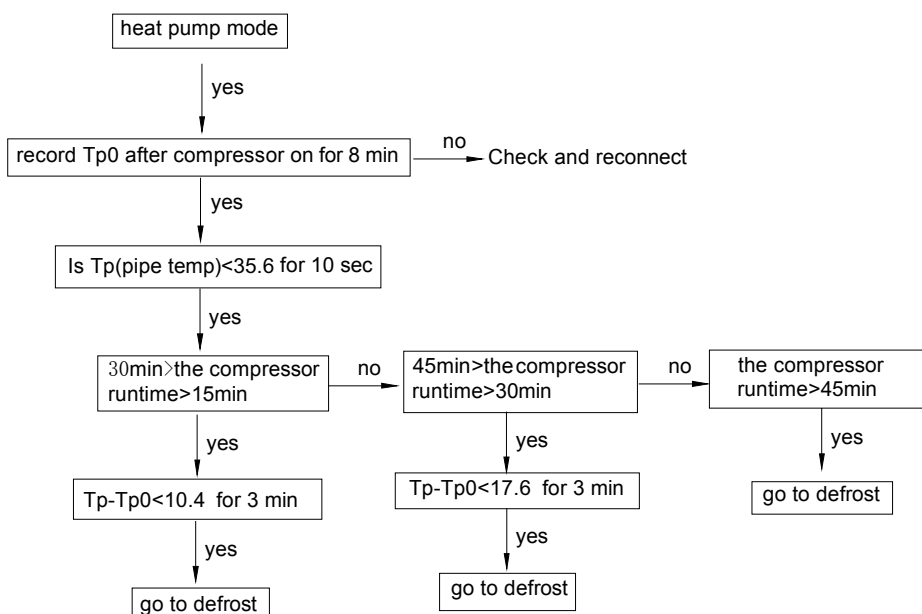 heat pump mode
yes
record Tp0 after compressor on for 8 min
no
Check and reconnect
yes
Is Tp(pipe temp)<35.6 for 10 sec
yes
30min>the compressor
runtime>15min
no
45min>the compressor
runtime>30min
no
the compressor
runtime>45min
yes
yes
yes
Tp-Tp0<10.4 for 3 min
Tp-Tp0<17.6 for 3 min
go to defrost
yes
yes
go to defrost
go to defrost